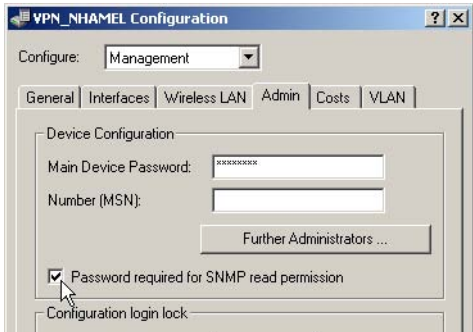 VPN_NHAMEL Configuration
Configure: Management
General Interfaces Wireless LAN Admin Costs VLAN
Device Configuration
Main Device Password: ********
Number (MSN):
Further Administrators ...
Password required for SNMP read permission
Configuration login lock